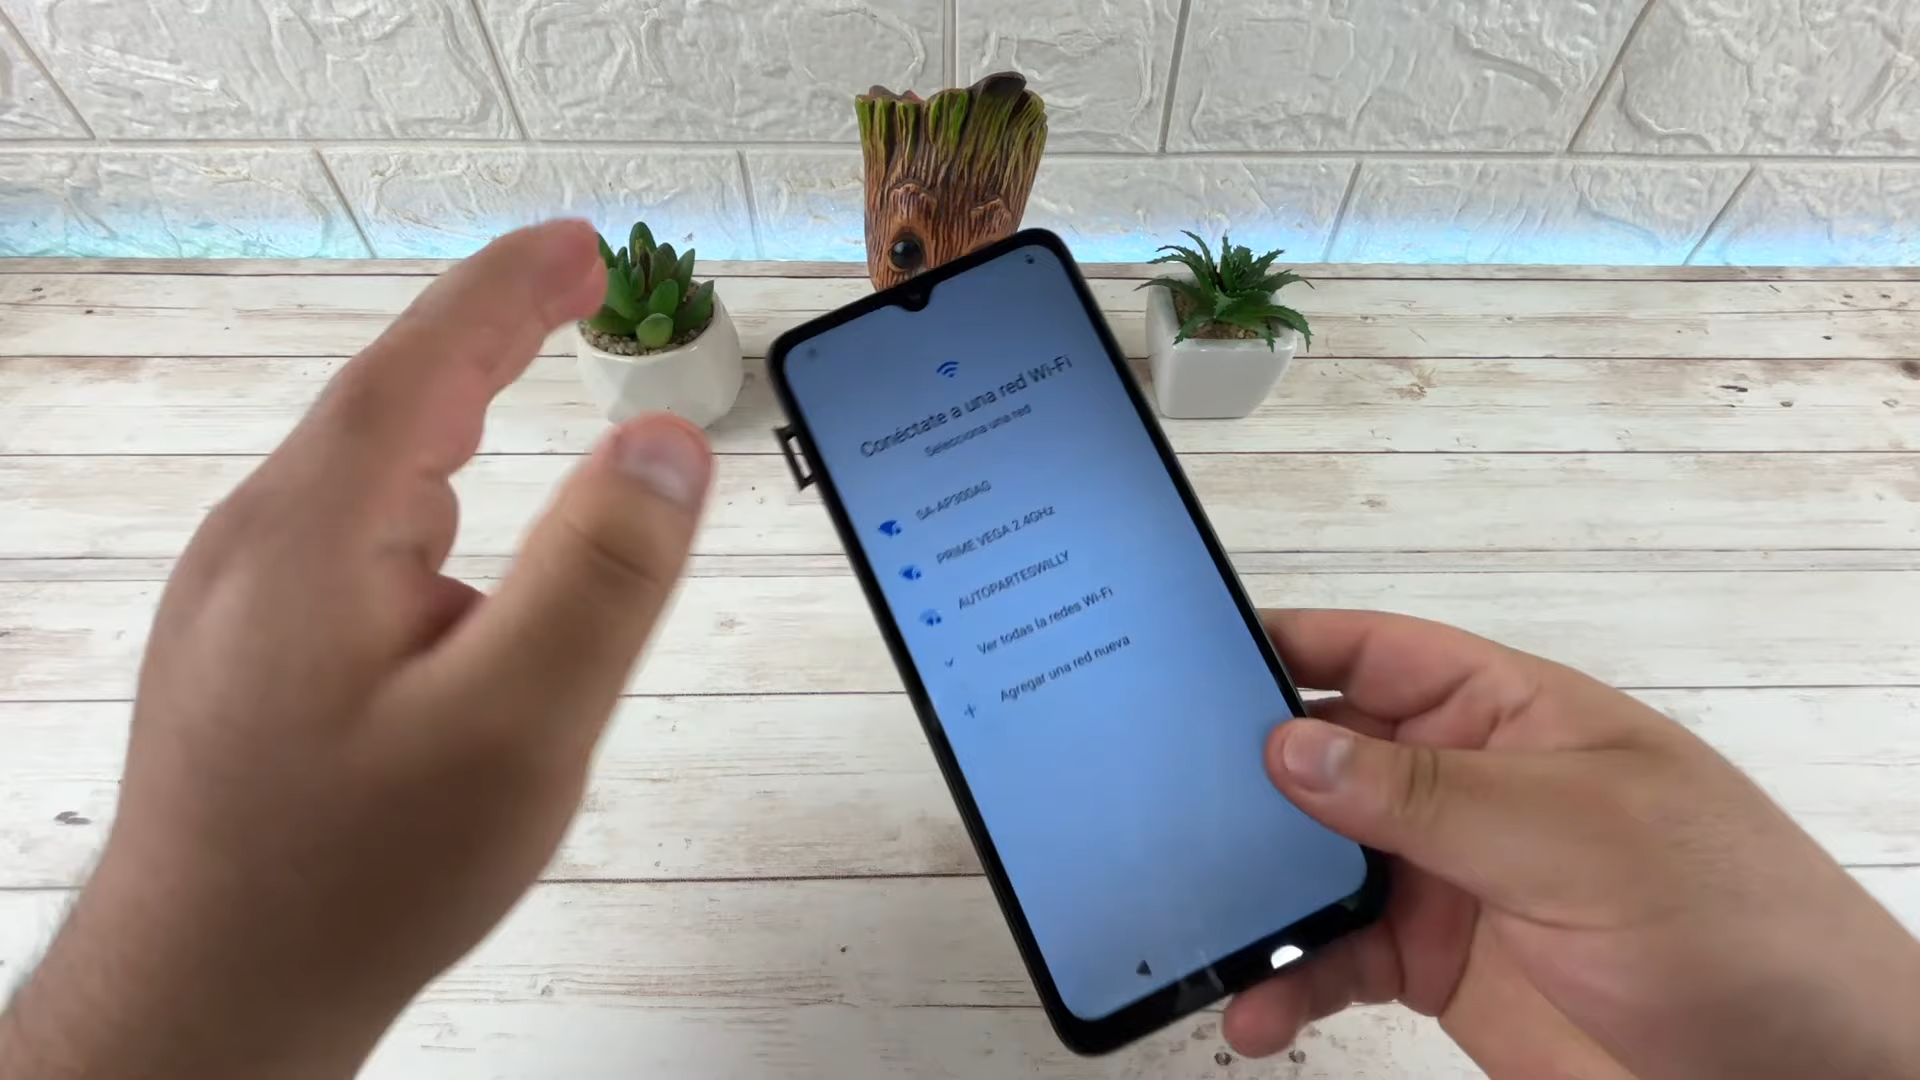 Conéctate a una red Wi-Fi
Selecciona una red
SA-AP300AG
PRIME VEGA 2.4GHz
AUTOPARTESWILLY
Ver todas la redes Wi-Fi
Agregar una red nueva